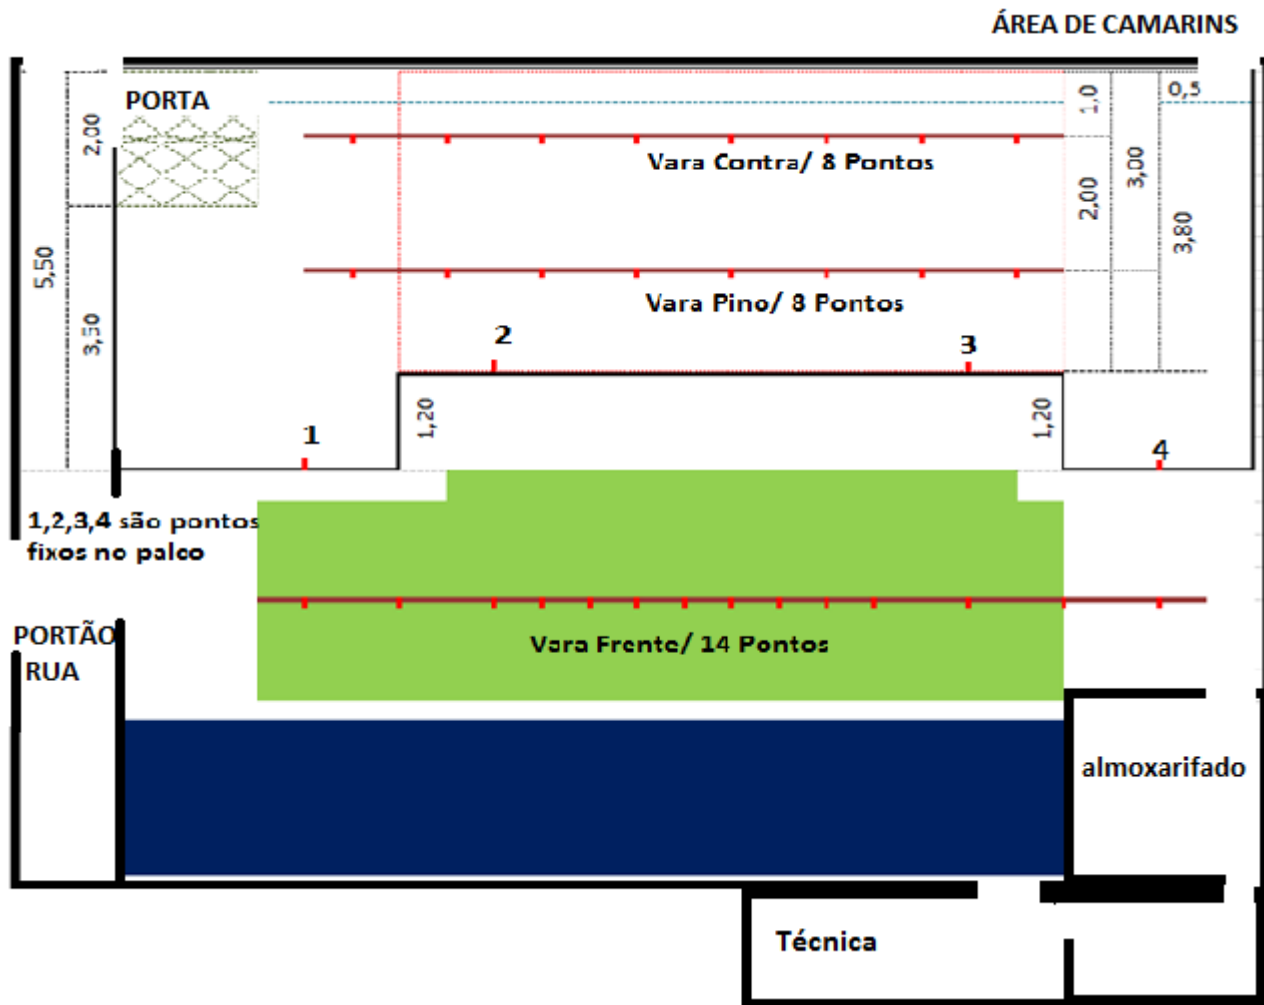 ÁREA DE CAMARINS
PORTA
2,00
1,0
0,5
Vara Contra/ 8 Pontos
3,00
2,00
3,80
5,50
Vara Pino/ 8 Pontos
3,50
2
3
1,20
1,20
1
4
1,2,3,4 são pontos
fixos no palco
PORTÃO
RUA
Vara Frente/ 14 Pontos
almoxarifado
Técnica